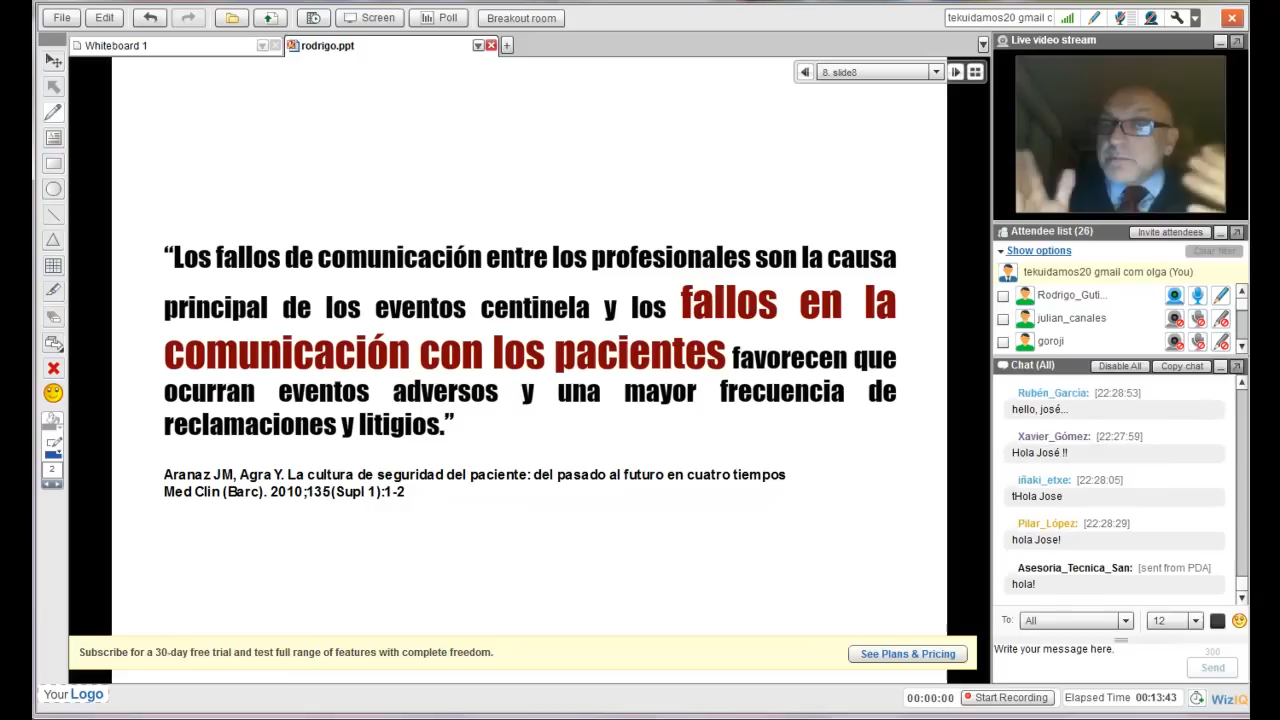 File Edit Screen Poll Breakout room tekuidamos20 gmail c
Whiteboard 1 rodrigo.ppt
8. slide8
“Los fallos de comunicación entre los profesionales son la causa
principal de los eventos centinela y los fallos en la
comunicación con los pacientes favorecen que
ocurran eventos adversos y una mayor frecuencia de
reclamaciones y litigios.”
Aranaz JM, Agra Y. La cultura de seguridad del paciente: del pasado al futuro en cuatro tiempos
Med Clin (Barc). 2010;135(Supl 1):1-2
2
Subscribe for a 30-day free trial and test full range of features with complete freedom.
See Plans & Pricing
Your Logo
Live video stream
Attendee list (26) Invite attendees
Show options Clear filter
tekuidamos20 gmail com olga (You)
Rodrigo_Guti...
julian_canales
goroji
Chat (All) Disable All Copy chat
Rubén_García: [22:28:53]
hello, josé...
Xavier_Gómez: [22:27:59]
Hola José !!
iñaki_etxe: [22:28:05]
tHola Jose
Pilar_López: [22:28:29]
hola Jose!
Asesoria_Tecnica_San: [sent from PDA]
hola!
To: All 12
Write your message here.
300
Send
00:00:00 Start Recording Elapsed Time 00:13:43 WizIQ